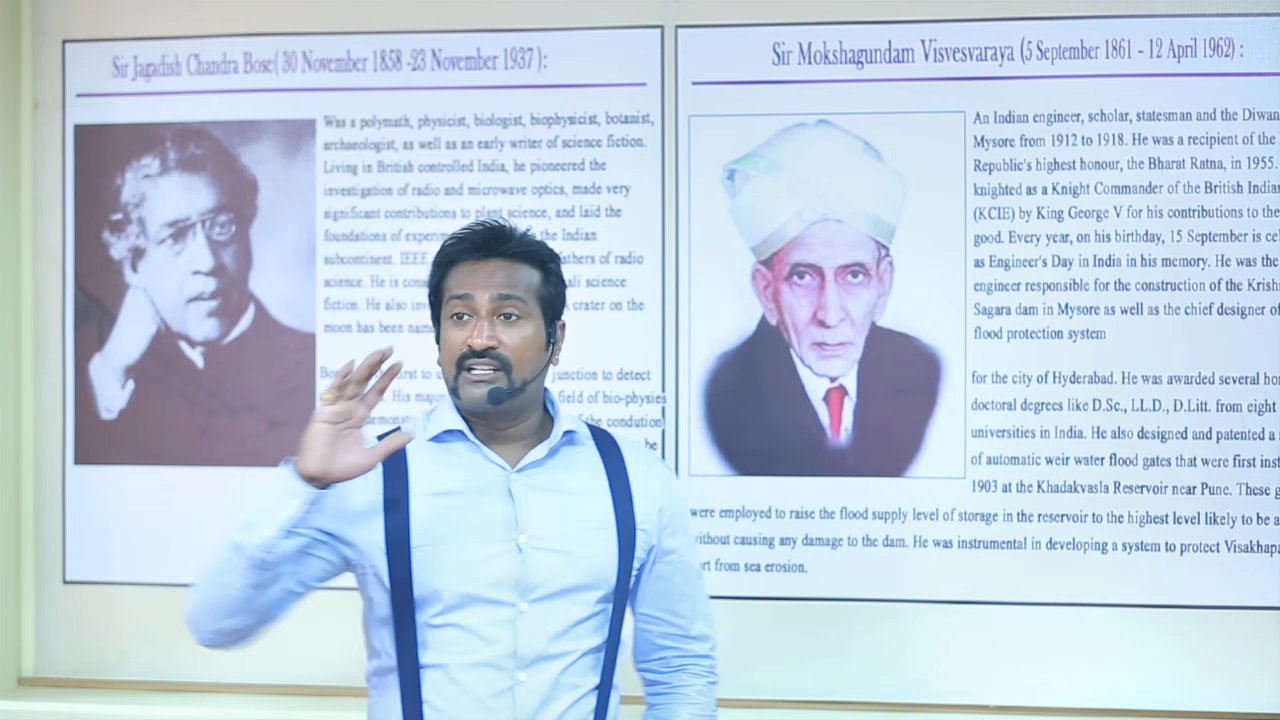 Sir Jagadish Chandra Bose( 30 November 1858 -23 November 1937 ):
Was a polymath, physicist, biologist, biophysicist, botanist,
archaeologist, as well as an early writer of science fiction.
Living in British controlled India, he pioneered the
investigation of radio and microwave optics, made very
significant contributions to plant science, and laid the
foundations of the Indian
subcontinent. IEEE of radio
science. He is science
fiction. He also crater on the
moon has been
to junction to detect
His field of bio-physics
the condution
be
Sir Mokshagundam Visvesvaraya (5 September 1861 - 12 April 1962) :
An Indian engineer, scholar, statesman and the Diwan
Mysore from 1912 to 1918. He was a recipient of the
Republic's highest honour, the Bharat Ratna, in 1955.
knighted as a Knight Commander of the British Indian
(KCIE) by King George V for his contributions to the
good. Every year, on his birthday, 15 September is
as Engineer's Day in India in his memory. He was the
engineer responsible for the construction of the
Sagara dam in Mysore as well as the chief designer of
flood protection system
for the city of Hyderabad. He was awarded several
doctoral degrees like D.Sc., LL.D., D.Litt. from eight
universities in India. He also designed and patented a
of automatic weir water flood gates that were first
1903 at the Khadakvasla Reservoir near Pune. These
were employed to raise the flood supply level of storage in the reservoir to the highest level likely to be
without causing any damage to the dam. He was instrumental in developing a system to protect
from sea erosion.